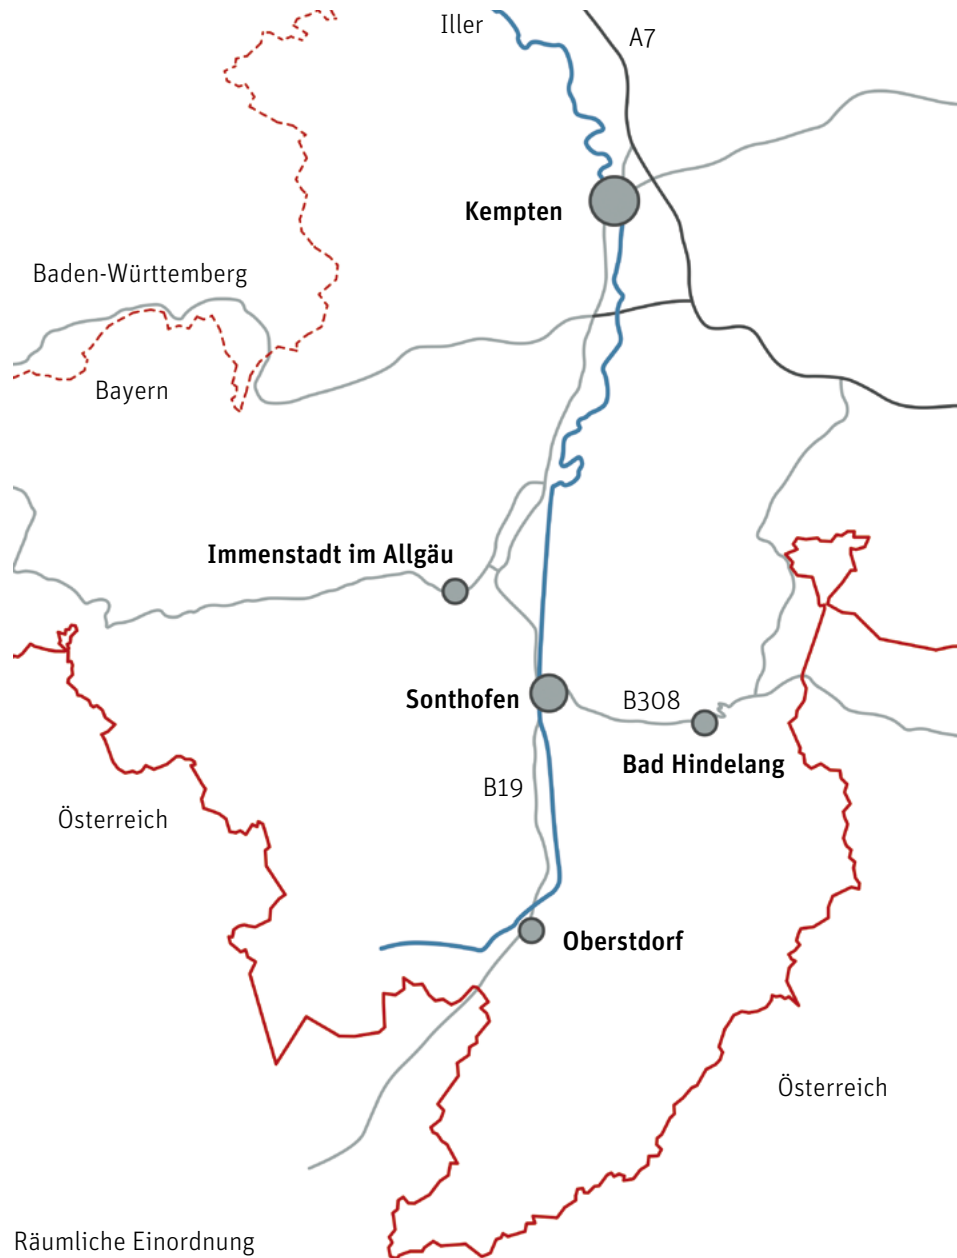 Iller
A7
Kempten
Baden-Württemberg
Bayern
Immenstadt im Allgäu
Sonthofen
B308
Bad Hindelang
B19
Österreich
Oberstdorf
Österreich
Räumliche Einordnung